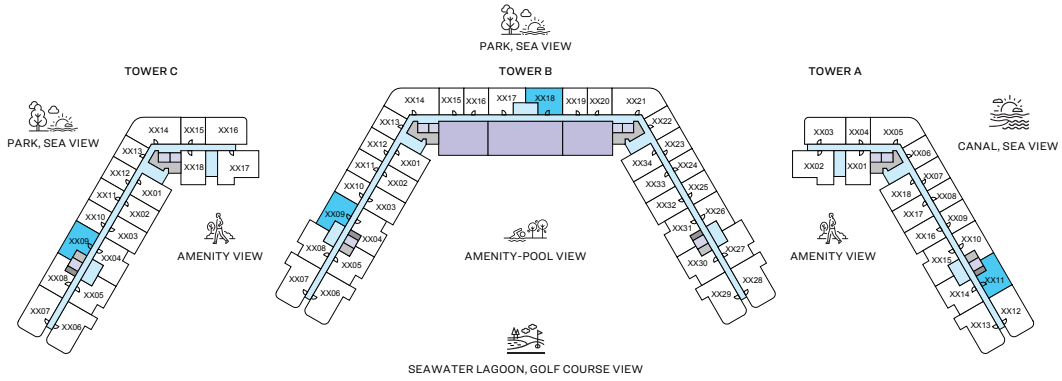 PARK, SEA VIEW
TOWER C
TOWER B
TOWER A
PARK, SEA VIEW
CANAL, SEA VIEW
XX14
XX15
XX16
XX13
XX18
XX17
XX12
XX01
XX11
XX02
XX10
XX03
XX09
XX04
XX08
XX05
XX07
XX06
AMENITY VIEW
XX14
XX15
XX16
XX17
XX18
XX19
XX20
XX21
XX13
XX22
XX12
XX01
XX34
XX23
XX11
XX02
XX33
XX24
XX10
XX03
XX32
XX25
XX09
XX04
XX31
XX26
XX08
XX05
XX30
XX27
XX07
XX06
XX29
XX28
AMENITY-POOL VIEW
AMENITY VIEW
XX03
XX04
XX05
XX02
XX01
XX06
XX18
XX07
XX17
XX08
XX16
XX09
XX15
XX10
XX14
XX11
XX13
XX12
SEAWATER LAGOON, GOLF COURSE VIEW